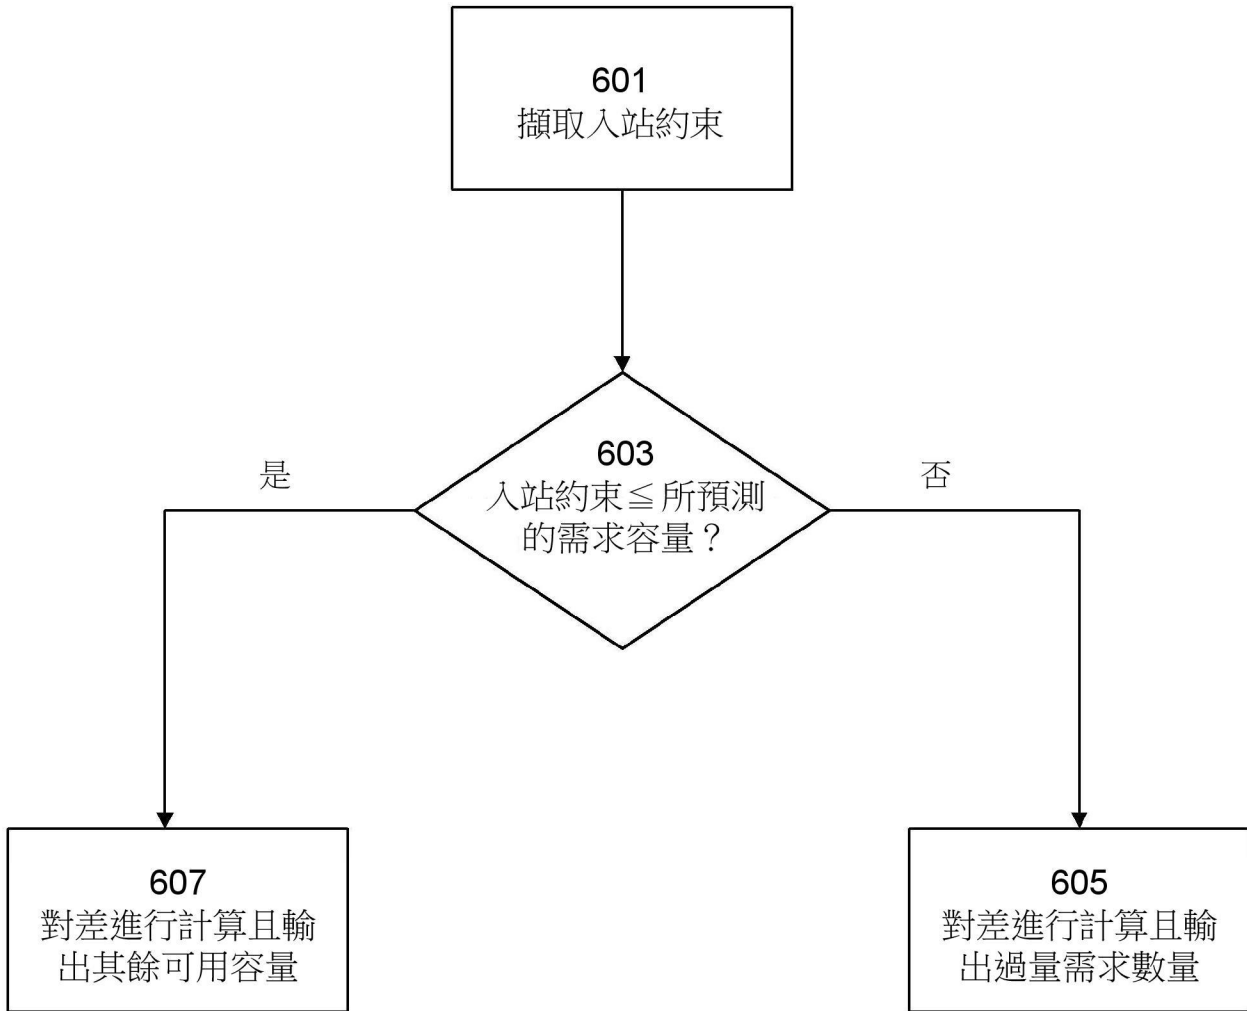 601
擷取入站約束
603
入站約束≦所預測
的需求容量？
是
否
607
對差進行計算且輸
出其餘可用容量
605
對差進行計算且輸
出過量需求數量